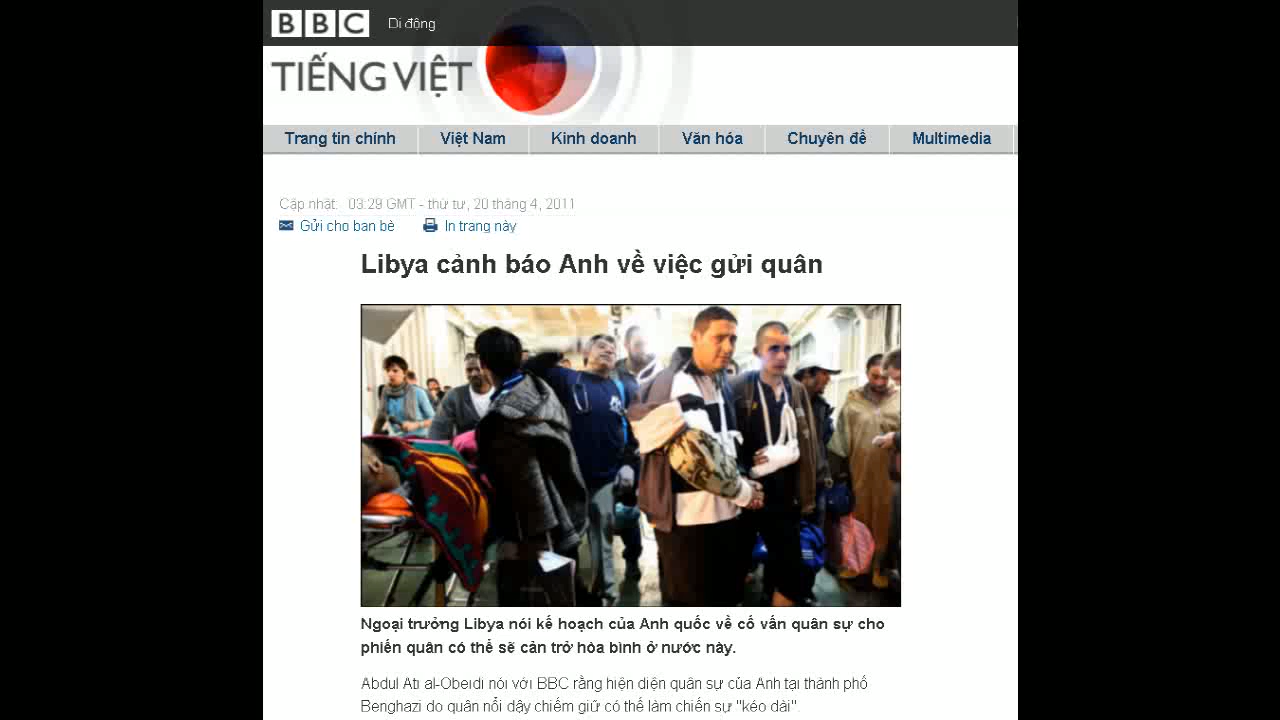 BBC Di động
TIẾNG VIỆT
Trang tin chính Việt Nam Kinh doanh Văn hóa Chuyên đề Multimedia
Cập nhật: 03:29 GMT - thứ tư, 20 tháng 4, 2011
Gửi cho bạn bè In trang này
Libya cảnh báo Anh về việc gửi quân
Ngoại trưởng Libya nói kế hoạch của Anh quốc về cố vấn quân sự cho
phiến quân có thể sẽ cản trở hòa bình ở nước này.
Abdul Ati al-Obeidi nói với BBC rằng hiện diện quân sự của Anh tại thành phố
Benghazi do quân nổi dậy chiếm giữ có thể làm chiến sự "kéo dài".